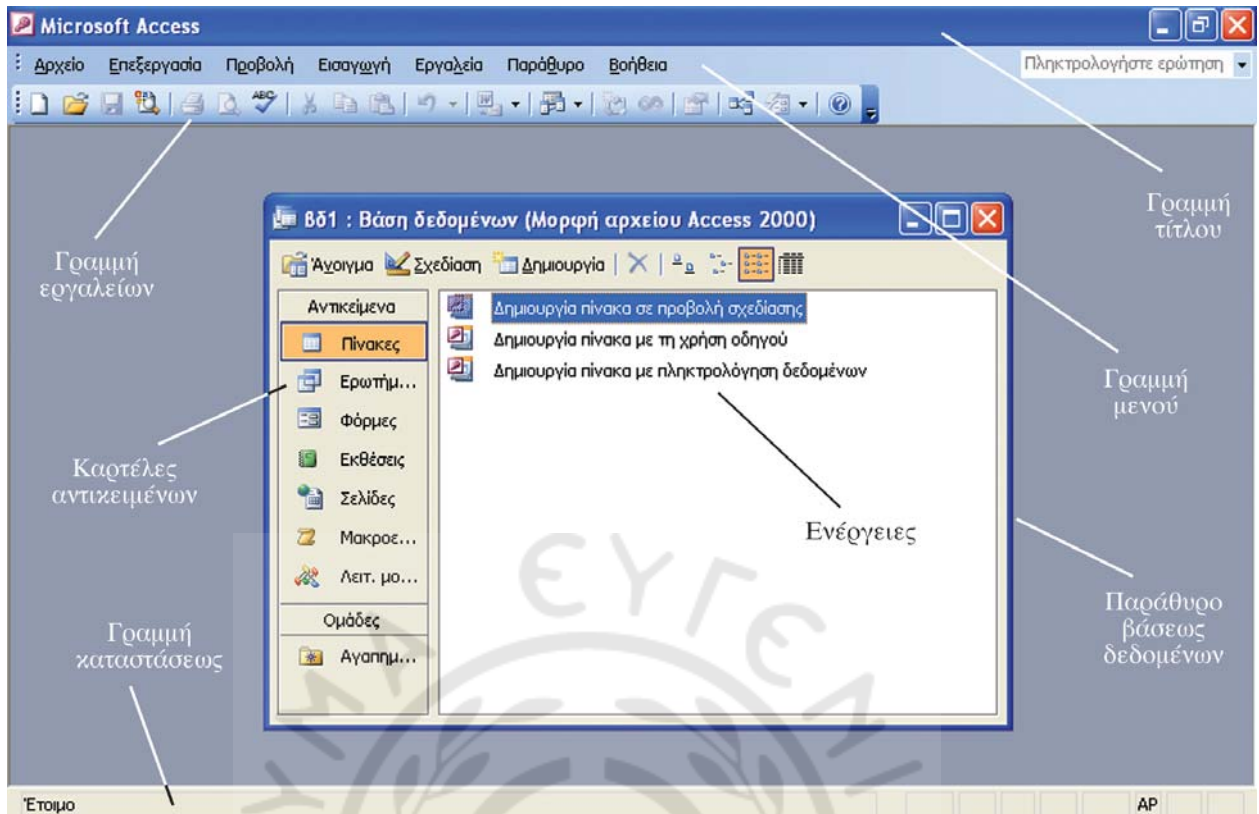 Microsoft Access
Αρχείο Επεξεργασία Προβολή Εισαγωγή Εργαλεία Παράθυρο Βοήθεια Πληκτρολογήστε ερώτηση
ABC
Γραμμή
τίτλου
βδ1 : Βάση δεδομένων (Μορφή αρχείου Access 2000)
Γραμμή
εργαλείων
Άνοιγμα Σχεδίαση Δημιουργία
Αντικείμενα
Πίνακες
Ερωτήμ...
Φόρμες
Εκθέσεις
Σελίδες
Μακροε...
Λειτ. μο...
Ομάδες
Αγαπημ...
Δημιουργία πίνακα σε προβολή σχεδίασης
Δημιουργία πίνακα με τη χρήση οδηγού
Δημιουργία πίνακα με πληκτρολόγηση δεδομένων
Γραμμή
μενού
Καρτέλες
αντικειμένων
Ενέργειες
Παράθυρο
βάσεως
δεδομένων
Γραμμή
καταστάσεως
Έτοιμο
AP